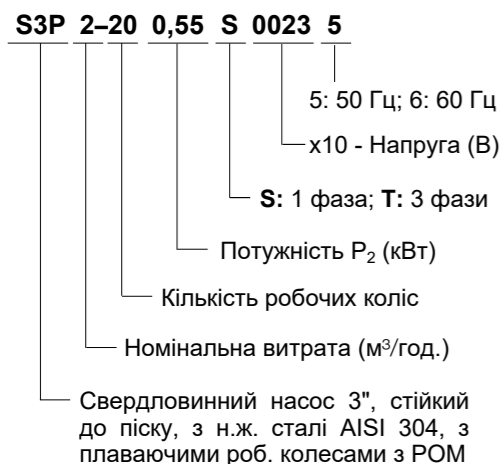 S3P 2–20 0,55 S 0023 5
5: 50 Гц; 6: 60 Гц
x10 - Напруга (В)
S: 1 фаза; T: 3 фази
Потужність P₂ (кВт)
Кількість робочих коліс
Номінальна витрата (м³/год.)
Свердловинний насос 3", стійкий
до піску, з н.ж. сталі AISI 304, з
плаваючими роб. колесами з POM